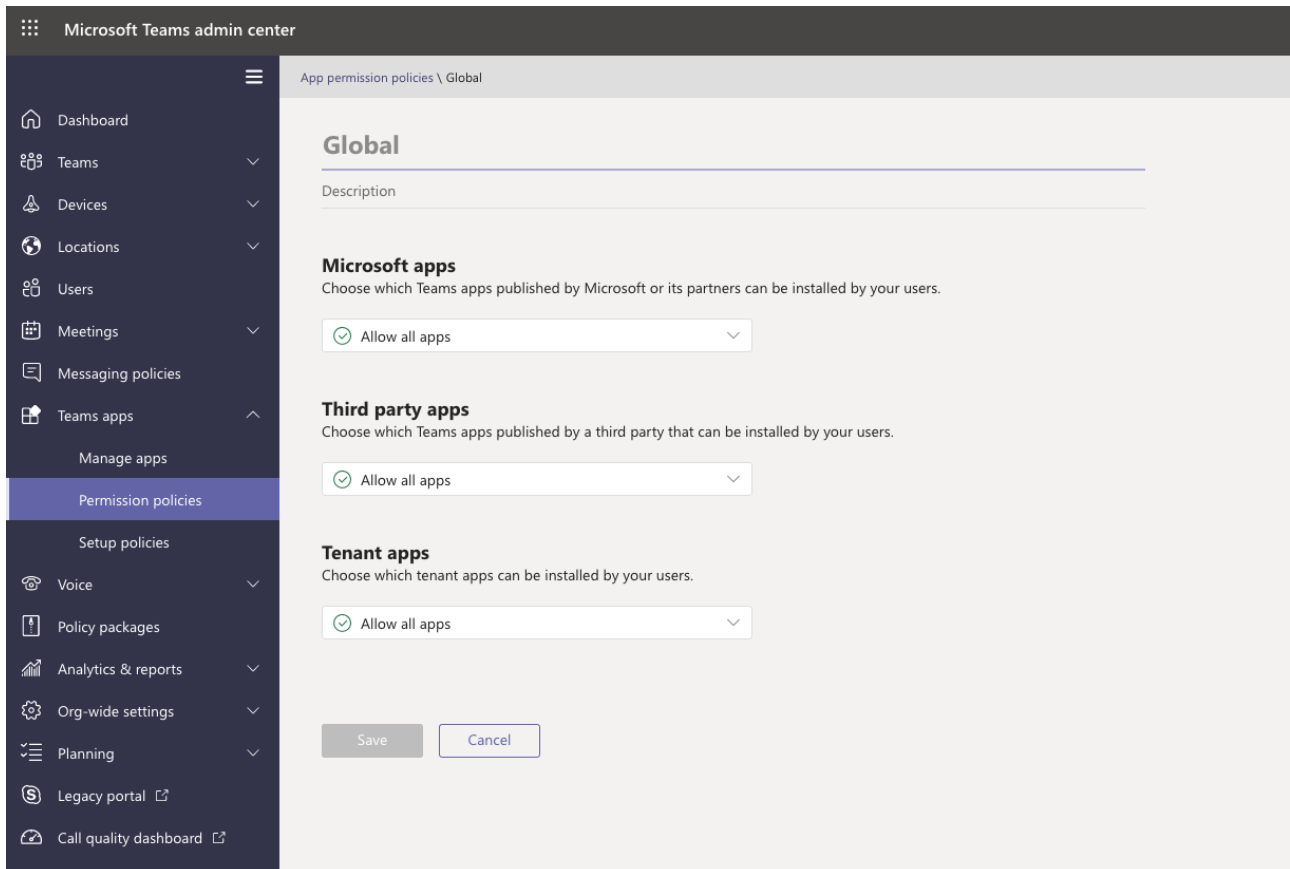 Microsoft Teams admin center
App permission policies \ Global
Dashboard
Teams
Devices
Locations
Users
Meetings
Messaging policies
Teams apps
Manage apps
Permission policies
Setup policies
Voice
Policy packages
Analytics & reports
Org-wide settings
Planning
Legacy portal
Call quality dashboard
Global
Description
Microsoft apps
Choose which Teams apps published by Microsoft or its partners can be installed by your users.
Allow all apps
Third party apps
Choose which Teams apps published by a third party that can be installed by your users.
Allow all apps
Tenant apps
Choose which tenant apps can be installed by your users.
Allow all apps
Save
Cancel